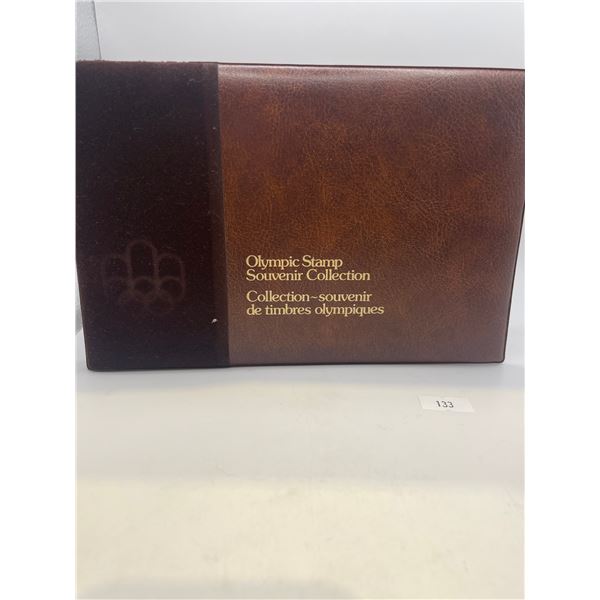 Olympic Stamp
Souvenir Collection
Collection~souvenir
de timbres olympiques
133